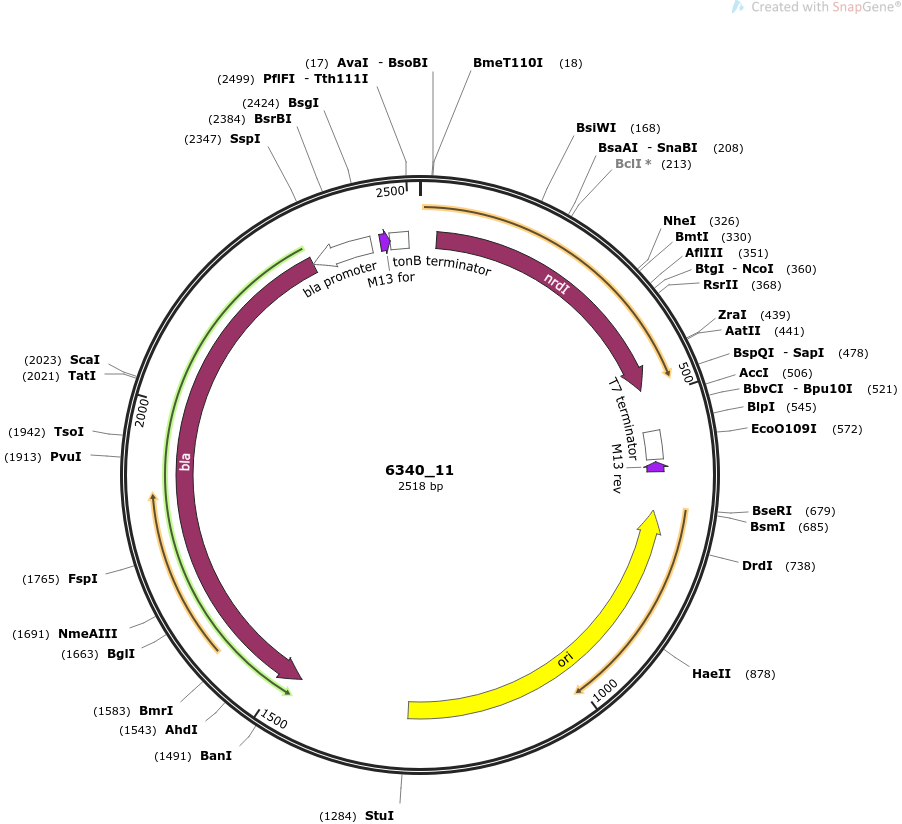 Created with SnapGene®
(17) AvaI - BsoBI
BmeT110I (18)
(2499) PflFI - Tth111I
(2424) BsgI
(2384) BsrBI
(2347) SspI
BsiWI (168)
BsaAI - SnaBI (208)
BclI * (213)
NheI (326)
BmtI (330)
AflIII (351)
BtgI - NcoI (360)
RsrII (368)
ZraI (439)
AatII (441)
BspQI - SapI (478)
AccI (506)
BbvCI - Bpu10I (521)
BlpI (545)
EcoO109I (572)
BseRI (679)
BsmI (685)
DrdI (738)
HaeII (878)
(2023) ScaI
(2021) TatI
(1942) TsoI
(1913) PvuI
(1765) FspI
(1691) NmeAIII
(1663) BglI
(1583) BmrI
(1543) AhdI
(1491) BanI
(1284) StuI
2500
500
1000
1500
2000
bla promoter
M13 for
tonB terminator
nrdI
T7 terminator
M13 rev
ori
bla
6340_11
2518 bp